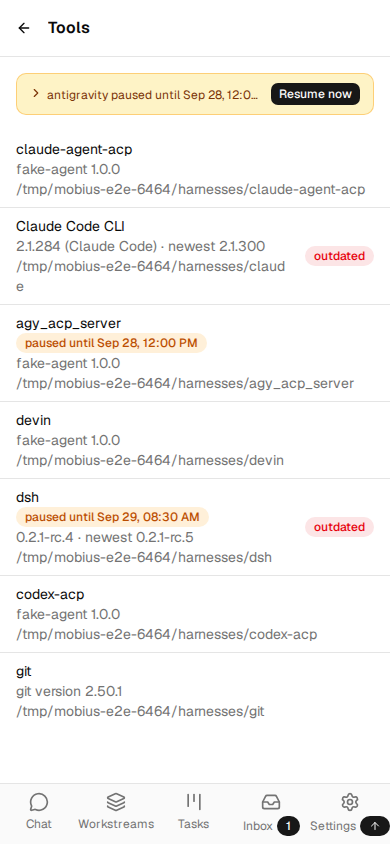 Tools
antigravity paused until Sep 28, 12:0...
Resume now
claude-agent-acp
fake-agent 1.0.0
/tmp/mobius-e2e-6464/harnesses/claude-agent-acp
Claude Code CLI
2.1.284 (Claude Code) · newest 2.1.300
/tmp/mobius-e2e-6464/harnesses/claud
e
outdated
agy_acp_server
paused until Sep 28, 12:00 PM
fake-agent 1.0.0
/tmp/mobius-e2e-6464/harnesses/agy_acp_server
devin
fake-agent 1.0.0
/tmp/mobius-e2e-6464/harnesses/devin
dsh
paused until Sep 29, 08:30 AM
0.2.1-rc.4 · newest 0.2.1-rc.5
/tmp/mobius-e2e-6464/harnesses/dsh
outdated
codex-acp
fake-agent 1.0.0
/tmp/mobius-e2e-6464/harnesses/codex-acp
git
git version 2.50.1
/tmp/mobius-e2e-6464/harnesses/git
Chat
Workstreams
Tasks
Inbox 1
Settings